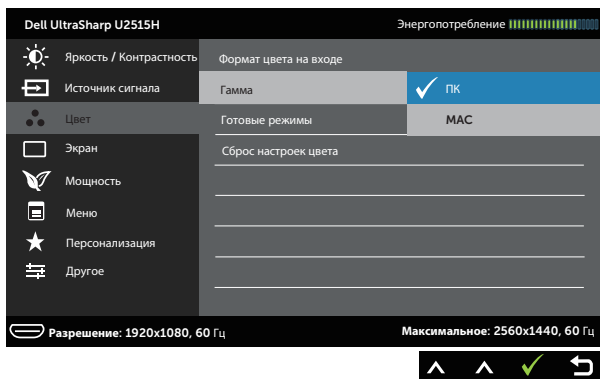 Dell UltraSharp U2515H Энергопотребление
Яркость / Контрастность Формат цвета на входе
Источник сигнала Гамма ПК
Цвет Готовые режимы MAC
Экран Сброс настроек цвета
Мощность
Меню
Персонализация
Другое
Разрешение: 1920x1080, 60 Гц Максимальное: 2560x1440, 60 Гц